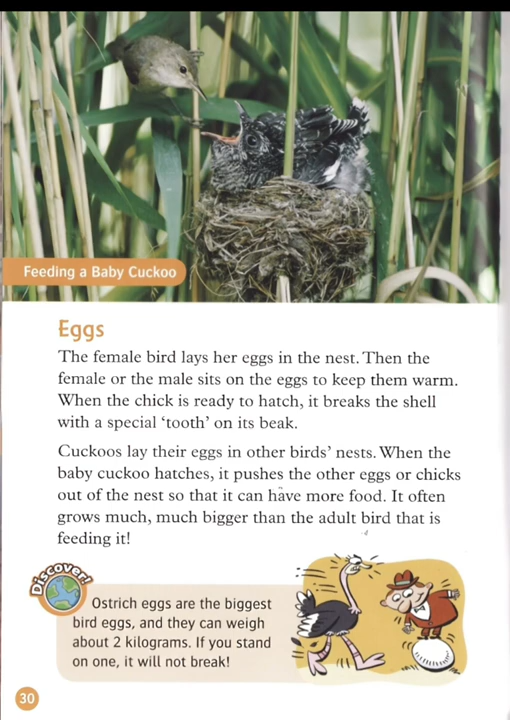 Feeding a Baby Cuckoo
Eggs
The female bird lays her eggs in the nest. Then the
female or the male sits on the eggs to keep them warm.
When the chick is ready to hatch, it breaks the shell
with a special ‘tooth’ on its beak.
Cuckoos lay their eggs in other birds’ nests. When the
baby cuckoo hatches, it pushes the other eggs or chicks
out of the nest so that it can have more food. It often
grows much, much bigger than the adult bird that is
feeding it!
Discover!
Ostrich eggs are the biggest
bird eggs, and they can weigh
about 2 kilograms. If you stand
on one, it will not break!
30